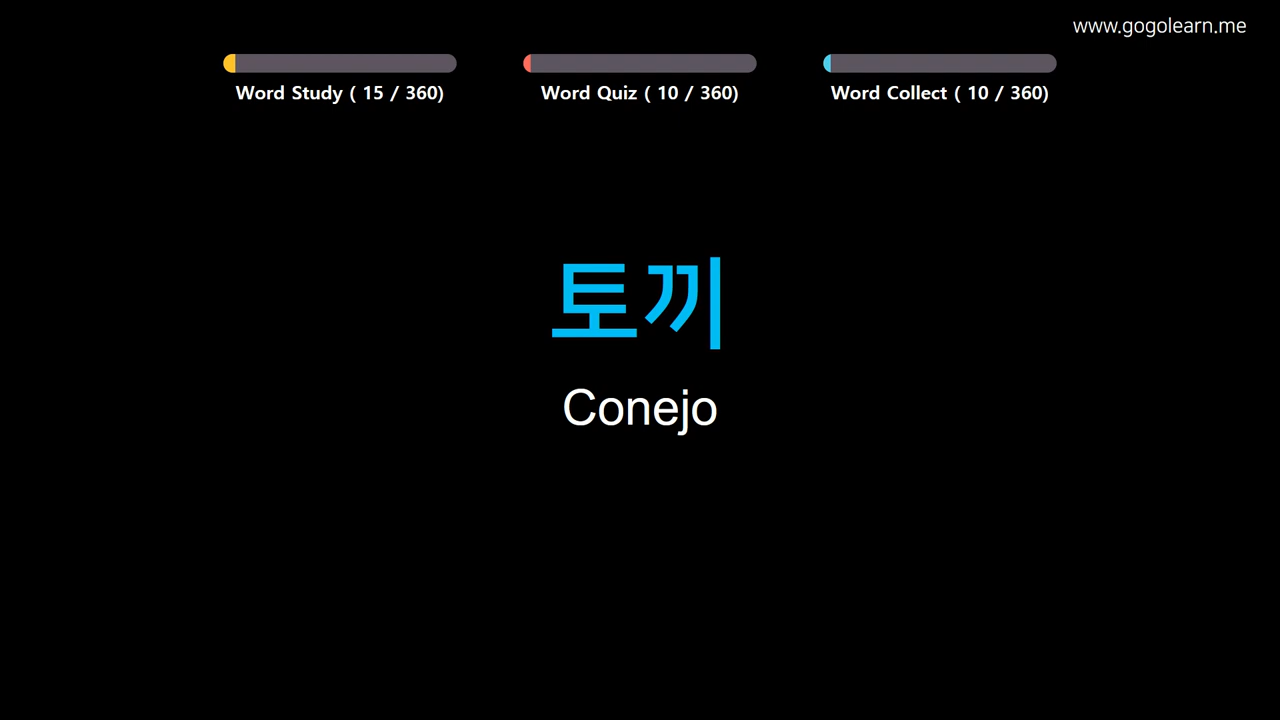 www.gogolearn.me
Word Study ( 15 / 360)
Word Quiz ( 10 / 360)
Word Collect ( 10 / 360)
토끼
Conejo